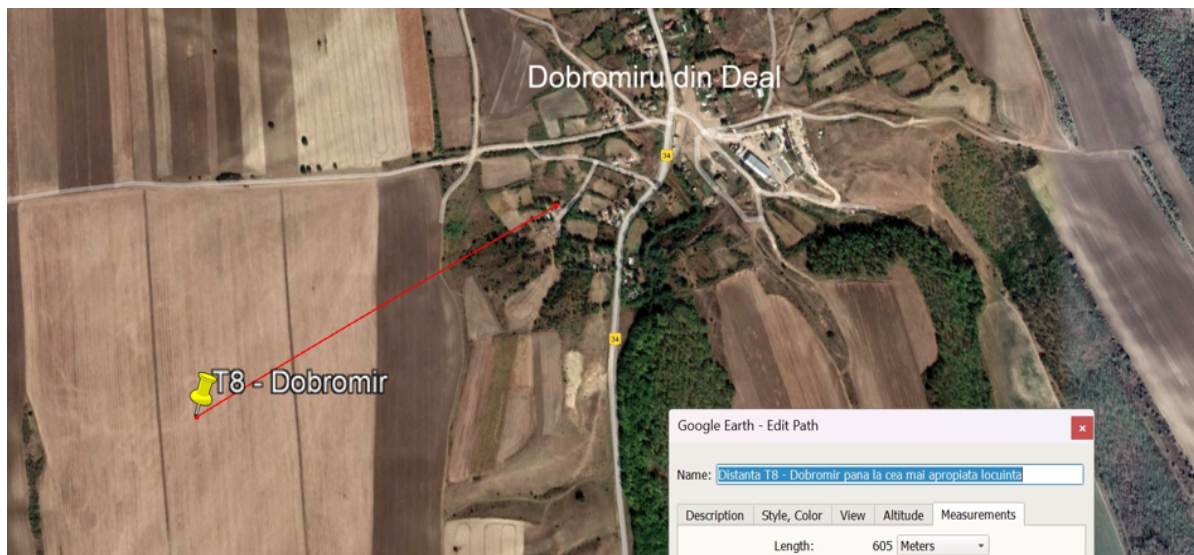 Dobromiru din Deal
34
34
T8 - Dobromir
Google Earth - Edit Path
Name: Distanta T8 - Dobromir pana la cea mai apropiata locuinta
Description Style, Color View Altitude Measurements
Length: 605 Meters